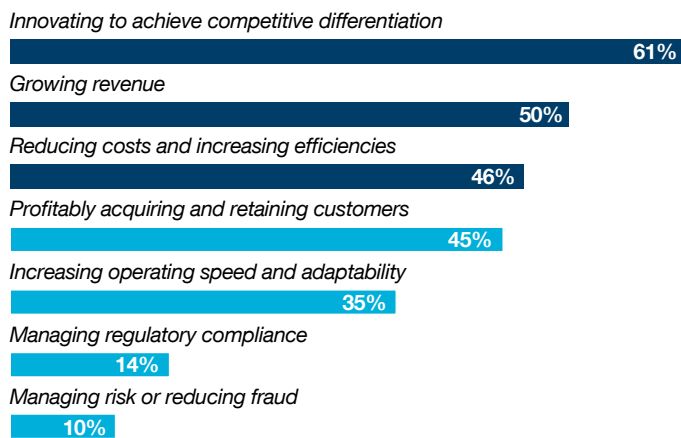 Innovating to achieve competitive differentiation
61%
Growing revenue
50%
Reducing costs and increasing efficiencies
46%
Profitably acquiring and retaining customers
45%
Increasing operating speed and adaptability
35%
Managing regulatory compliance
14%
Managing risk or reducing fraud
10%